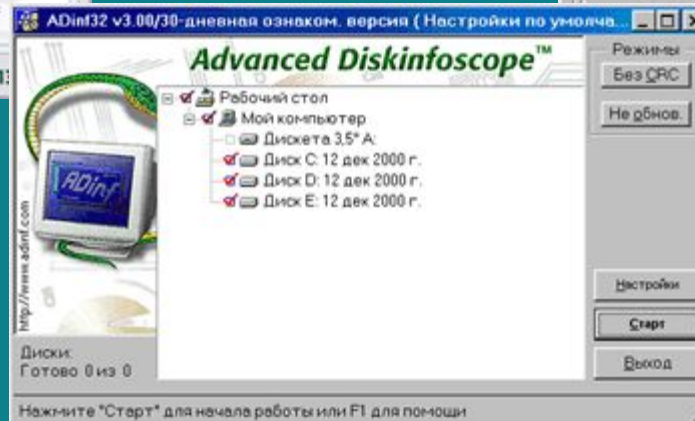 ADinf32 v3.00/30-дневная ознаком. версия ( Настройки по умолча...
Advanced Diskinfoscope™
Режимы
Без CRC
Не обнов.
Рабочий стол
Мой компьютер
Дискета 3,5" A:
Диск C: 12 дек 2000 г.
Диск D: 12 дек 2000 г.
Диск E: 12 дек 2000 г.
ADinf
http://www.adinf.com
Настройки
Старт
Выход
Диски:
Готово 0 из 0
Нажмите "Старт" для начала работы или F1 для помощи